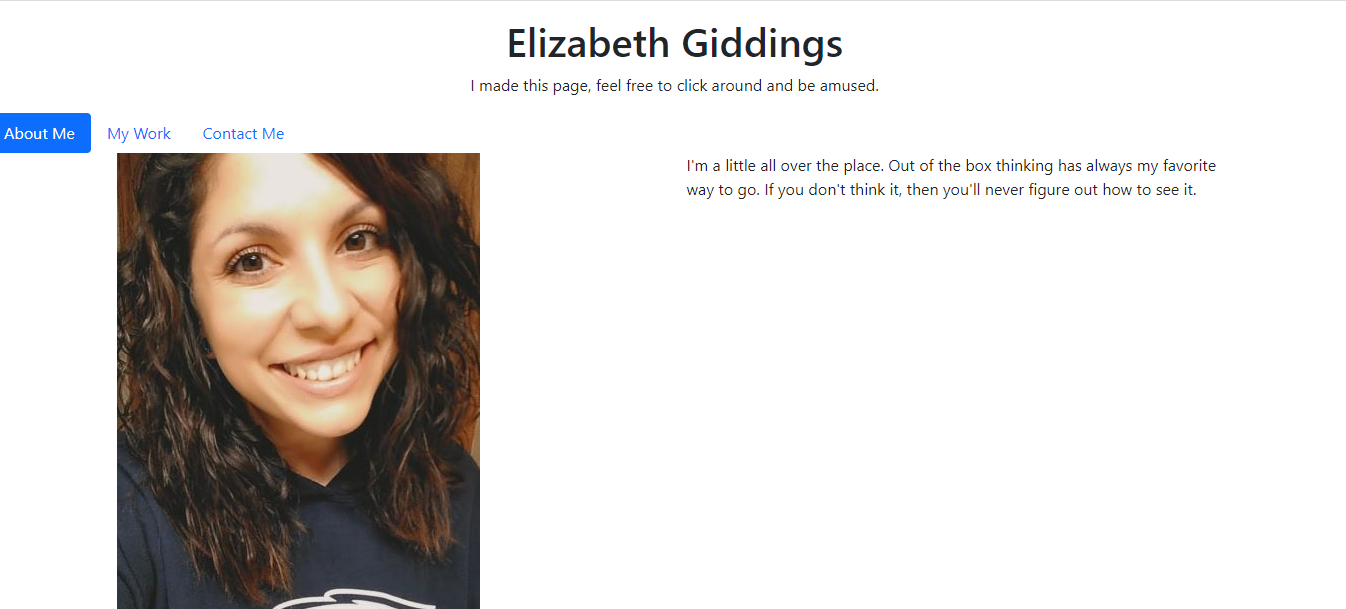 Elizabeth Giddings
I made this page, feel free to click around and be amused.
About Me My Work Contact Me
I'm a little all over the place. Out of the box thinking has always my favorite
way to go. If you don't think it, then you'll never figure out how to see it.